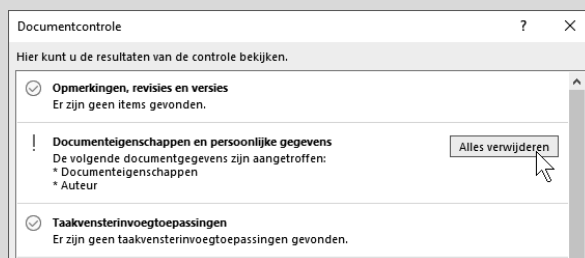 Documentcontrole
Hier kunt u de resultaten van de controle bekijken.
Opmerkingen, revisies en versies
Er zijn geen items gevonden.
Documenteigenschappen en persoonlijke gegevens
Alles verwijderen
De volgende documentgegevens zijn aangetroffen:
* Documenteigenschappen
* Auteur
Taakvensterinvoegtoepassingen
Er zijn geen taakvensterinvoegtoepassingen gevonden.